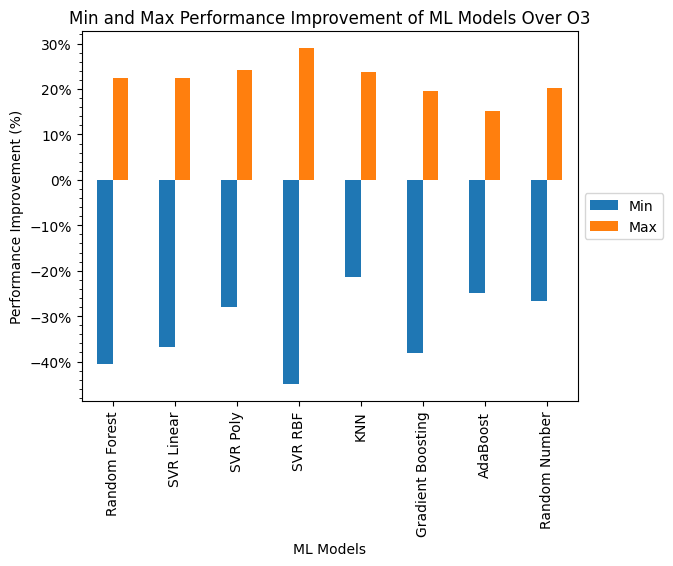 Min and Max Performance Improvement of ML Models Over O3
Performance Improvement (%)
30%
20%
10%
0%
−10%
−20%
−30%
−40%
Min
Max
Random Forest
SVR Linear
SVR Poly
SVR RBF
KNN
Gradient Boosting
AdaBoost
Random Number
ML Models